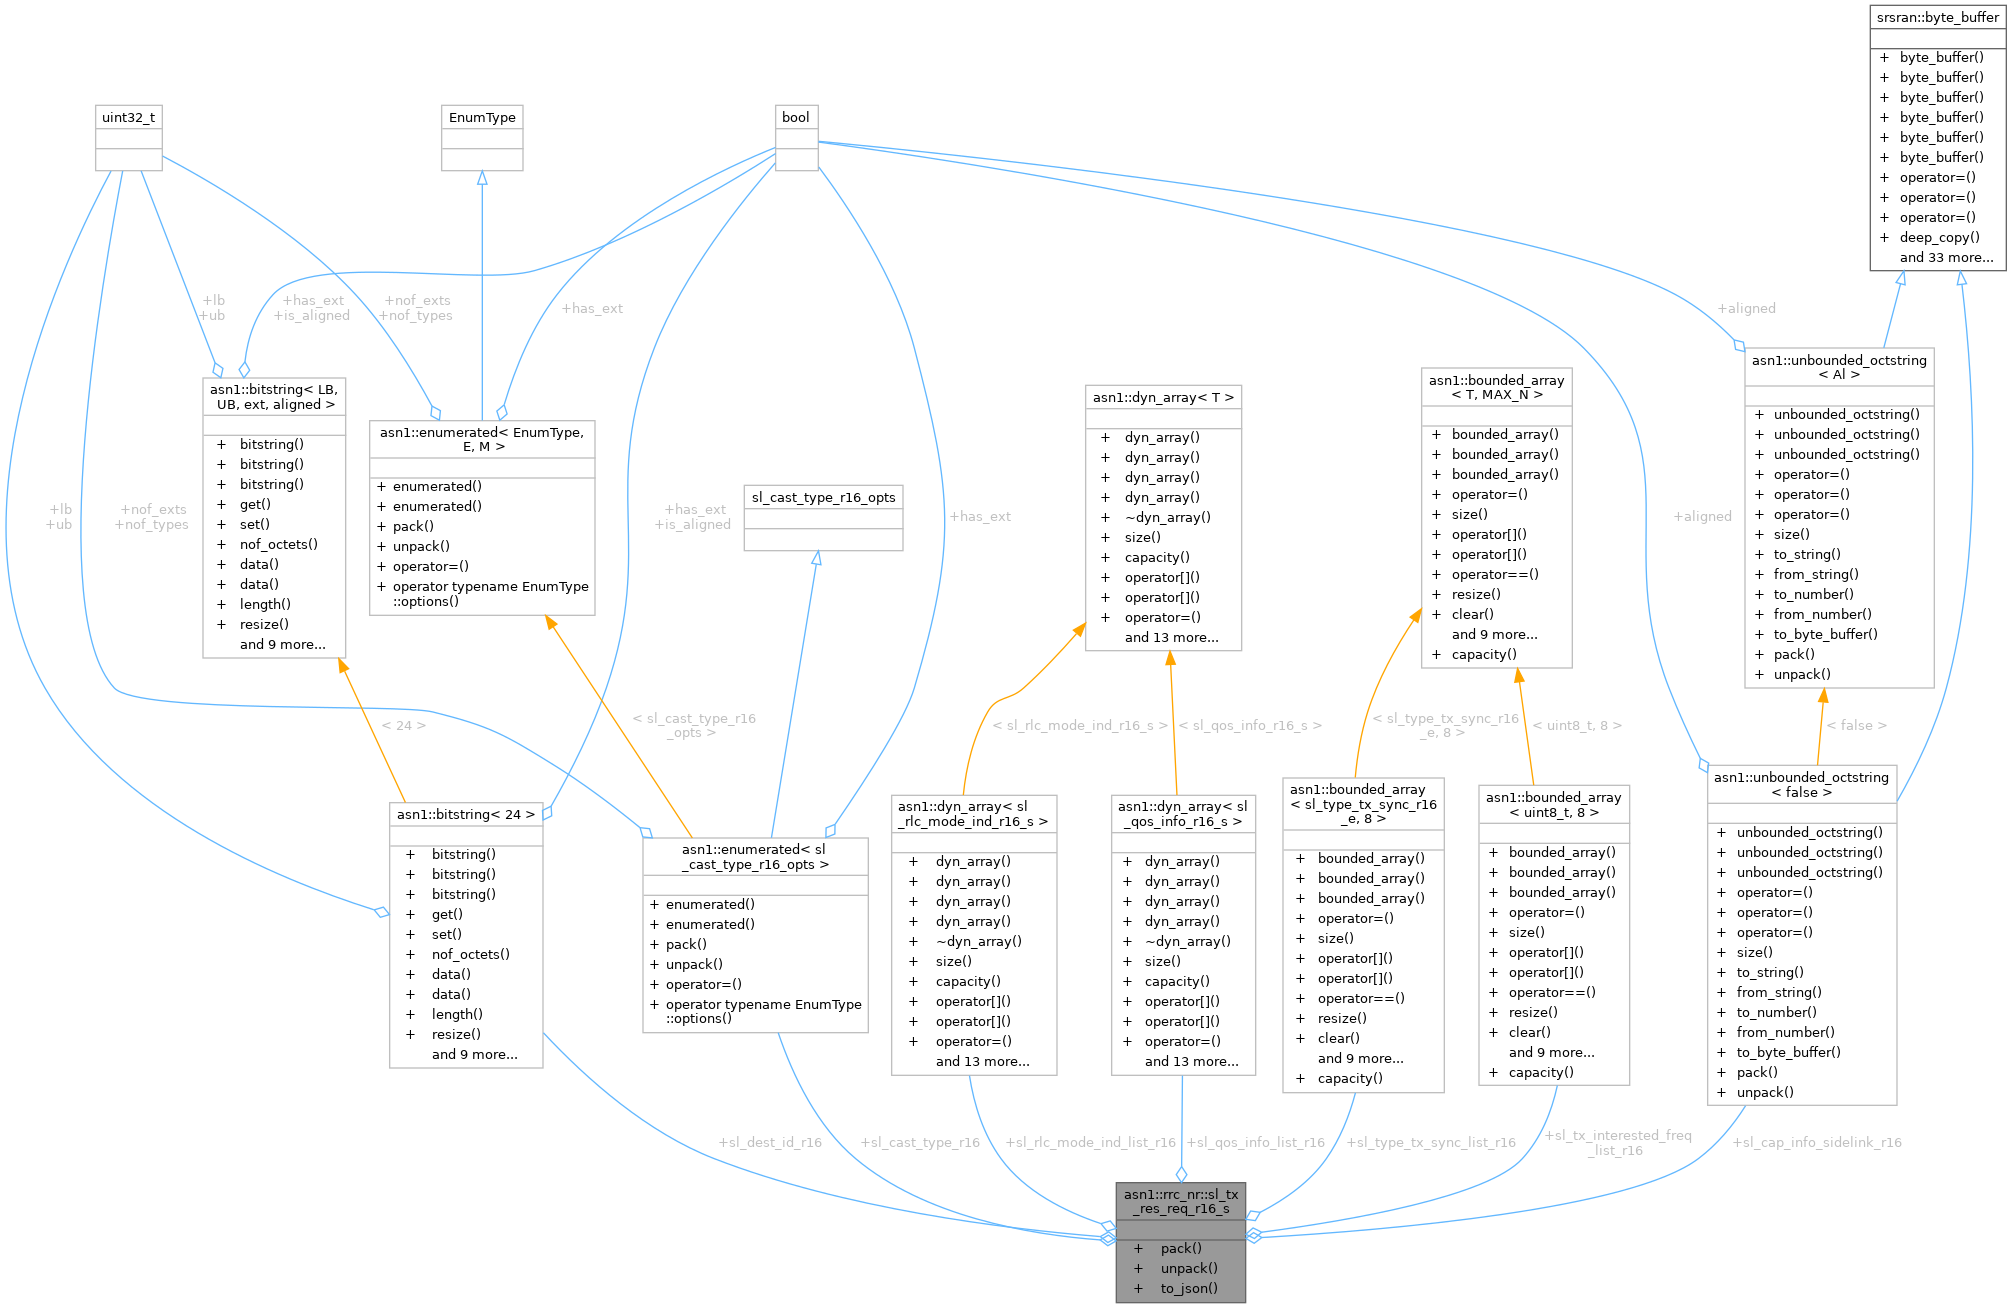 srsran::byte_buffer
+ byte_buffer()
+ byte_buffer()
+ byte_buffer()
+ byte_buffer()
+ byte_buffer()
+ byte_buffer()
+ operator=()
+ operator=()
+ operator=()
+ deep_copy()
and 33 more...
uint32_t
EnumType
bool
+lb
+ub
+has_ext
+is_aligned
+nof_exts
+nof_types
+has_ext
+aligned
asn1::bitstring< LB,
UB, ext, aligned >
+ bitstring()
+ bitstring()
+ bitstring()
+ get()
+ set()
+ nof_octets()
+ data()
+ data()
+ length()
+ resize()
and 9 more...
asn1::enumerated< EnumType,
E, M >
+ enumerated()
+ enumerated()
+ pack()
+ unpack()
+ operator=()
+ operator typename EnumType
::options()
sl_cast_type_r16_opts
asn1::dyn_array< T >
+ dyn_array()
+ dyn_array()
+ dyn_array()
+ dyn_array()
+ ~dyn_array()
+ size()
+ capacity()
+ operator[]()
+ operator[]()
+ operator=()
and 13 more...
asn1::bounded_array
< T, MAX_N >
+ bounded_array()
+ bounded_array()
+ bounded_array()
+ operator=()
+ size()
+ operator[]()
+ operator[]()
+ operator==()
+ resize()
+ clear()
and 9 more...
+ capacity()
asn1::unbounded_octstring
< Al >
+ unbounded_octstring()
+ unbounded_octstring()
+ unbounded_octstring()
+ operator=()
+ operator=()
+ operator=()
+ size()
+ to_string()
+ from_string()
+ to_number()
+ from_number()
+ to_byte_buffer()
+ pack()
+ unpack()
+lb
+ub
+nof_exts
+nof_types
+has_ext
+is_aligned
+has_ext
+aligned
< 24 >
< sl_cast_type_r16
_opts >
< sl_rlc_mode_ind_r16_s >
< sl_qos_info_r16_s >
< sl_type_tx_sync_r16
_e, 8 >
< uint8_t, 8 >
< false >
asn1::bitstring< 24 >
+ bitstring()
+ bitstring()
+ bitstring()
+ get()
+ set()
+ nof_octets()
+ data()
+ data()
+ length()
+ resize()
and 9 more...
asn1::enumerated< sl
_cast_type_r16_opts >
+ enumerated()
+ enumerated()
+ pack()
+ unpack()
+ operator=()
+ operator typename EnumType
::options()
asn1::dyn_array< sl
_rlc_mode_ind_r16_s >
+ dyn_array()
+ dyn_array()
+ dyn_array()
+ dyn_array()
+ ~dyn_array()
+ size()
+ capacity()
+ operator[]()
+ operator[]()
+ operator=()
and 13 more...
asn1::dyn_array< sl
_qos_info_r16_s >
+ dyn_array()
+ dyn_array()
+ dyn_array()
+ dyn_array()
+ ~dyn_array()
+ size()
+ capacity()
+ operator[]()
+ operator[]()
+ operator=()
and 13 more...
asn1::bounded_array
< sl_type_tx_sync_r16
_e, 8 >
+ bounded_array()
+ bounded_array()
+ bounded_array()
+ operator=()
+ size()
+ operator[]()
+ operator[]()
+ operator==()
+ resize()
+ clear()
and 9 more...
+ capacity()
asn1::bounded_array
< uint8_t, 8 >
+ bounded_array()
+ bounded_array()
+ bounded_array()
+ operator=()
+ size()
+ operator[]()
+ operator[]()
+ operator==()
+ resize()
+ clear()
and 9 more...
+ capacity()
asn1::unbounded_octstring
< false >
+ unbounded_octstring()
+ unbounded_octstring()
+ unbounded_octstring()
+ operator=()
+ operator=()
+ operator=()
+ size()
+ to_string()
+ from_string()
+ to_number()
+ from_number()
+ to_byte_buffer()
+ pack()
+ unpack()
+sl_dest_id_r16
+sl_cast_type_r16
+sl_rlc_mode_ind_list_r16
+sl_qos_info_list_r16
+sl_type_tx_sync_list_r16
+sl_tx_interested_freq
_list_r16
+sl_cap_info_sidelink_r16
asn1::rrc_nr::sl_tx
_res_req_r16_s
+ pack()
+ unpack()
+ to_json()